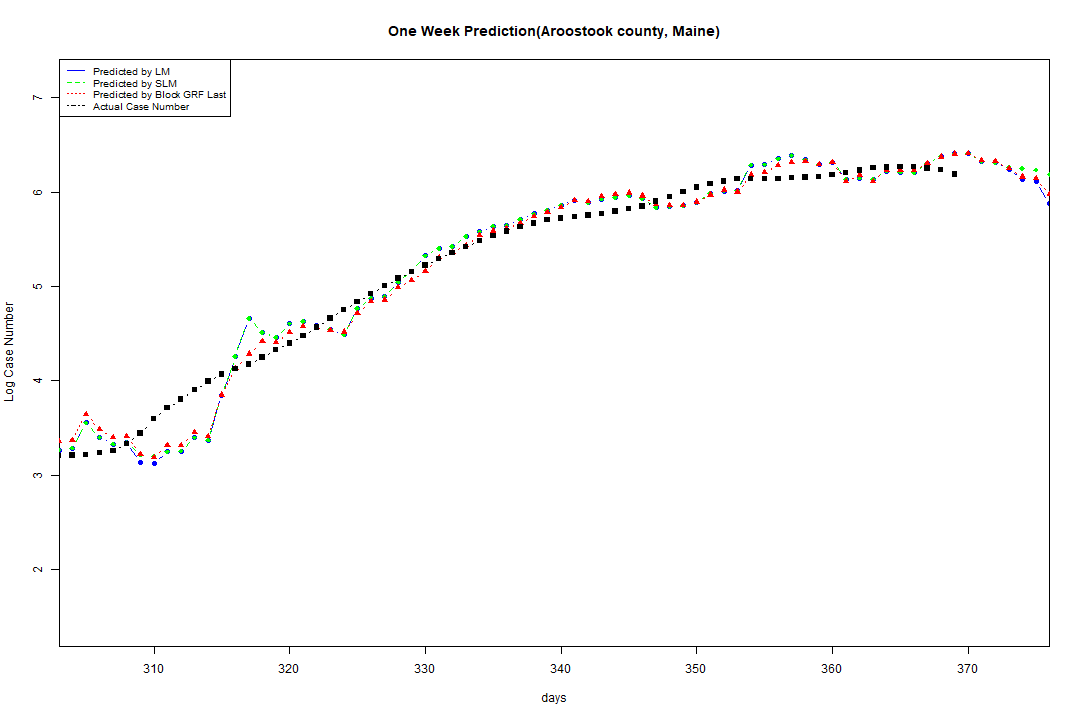 One Week Prediction(Aroostook county, Maine)
Predicted by LM
Predicted by SLM
Predicted by Block GRF Last
Actual Case Number
7
6
5
4
3
2
Log Case Number
310 320 330 340 350 360 370
days